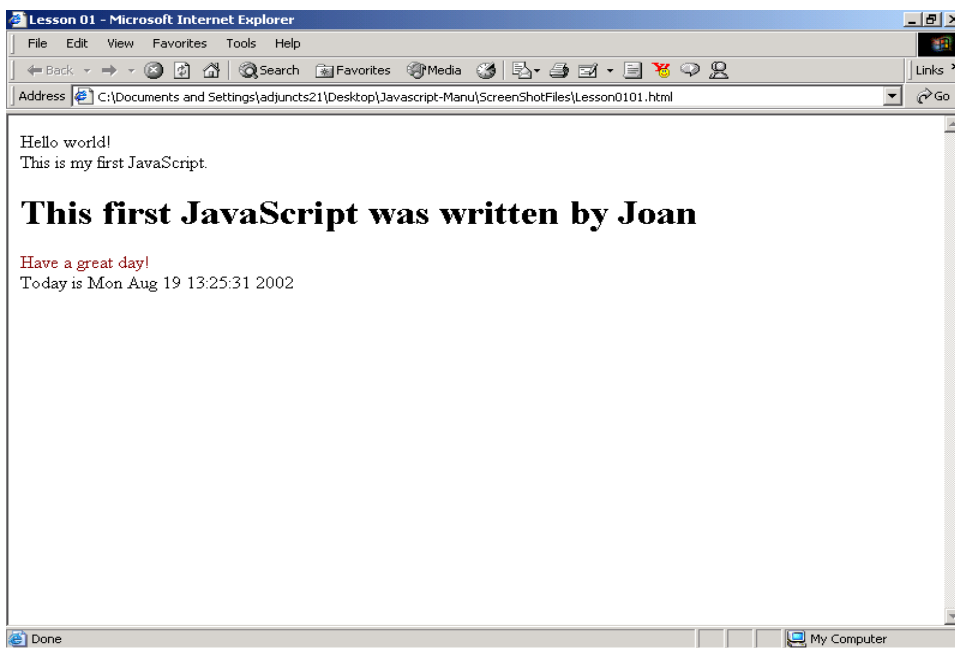 Lesson 01 - Microsoft Internet Explorer
File Edit View Favorites Tools Help
Back Search Favorites Media Links
Address C:\Documents and Settings\adjuncts21\Desktop\Javascript-Manu\ScreenShotFiles\Lesson0101.html Go
Hello world!
This is my first JavaScript.
This first JavaScript was written by Joan
Have a great day!
Today is Mon Aug 19 13:25:31 2002
Done My Computer